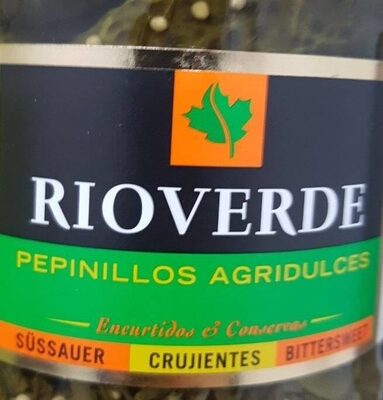 RIOVERDE
PEPINILLOS AGRIDULCES
Encurtidos & Conservas
SÜSSAUER CRUJIENTES BITTERSWEET